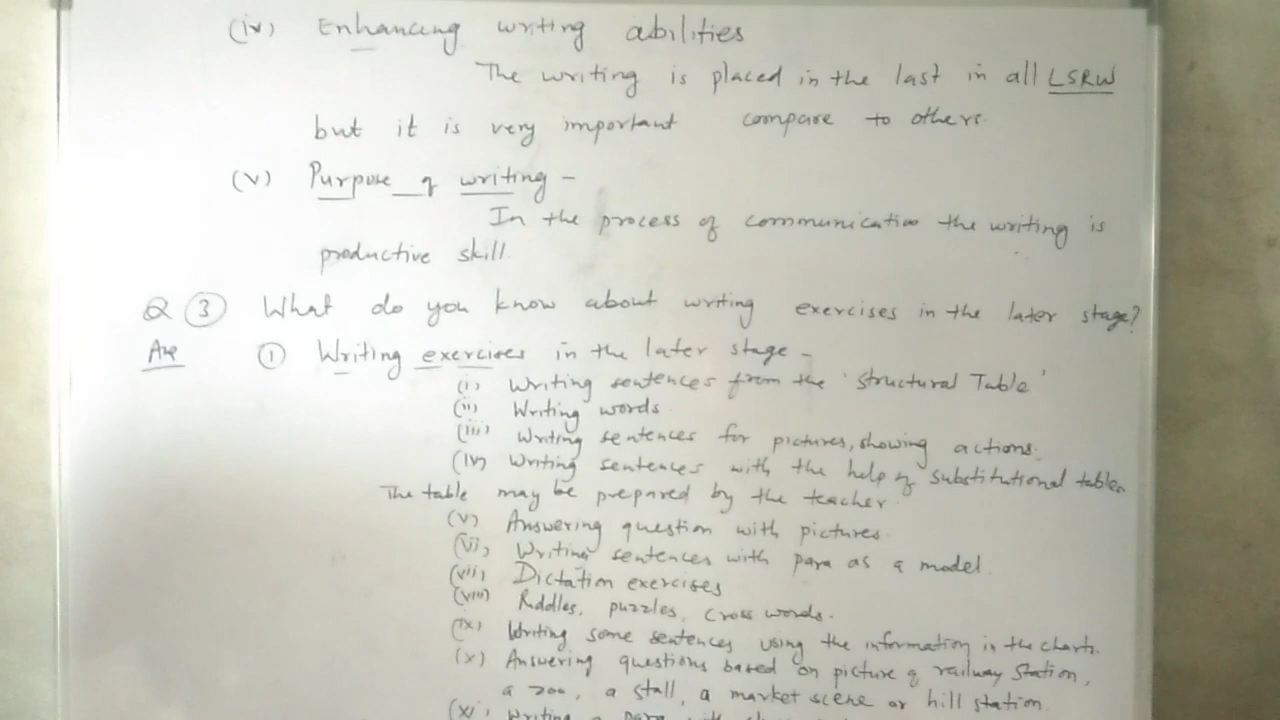 (iv) Enhancing writing abilities
The writing is placed in the last in all LSRW
but it is very important compare to others.
(v) Purpose of writing –
In the process of communication the writing is
productive skill
Q ③ What do you know about writing exercises in the later stage?
Ans ① Writing exercises in the later stage –
(i) Writing sentences from the 'Structural Table'
(ii) Writing words.
(iii) Writing sentences for pictures, showing actions.
(iv) Writing sentences with the help of substitutional tables
The table may be prepared by the teacher.
(v) Answering question with pictures.
(vi) Writing sentences with para as a model.
(vii) Dictation exercises
(viii) Riddles, puzzles, cross words.
(ix) Writing some sentences using the information in the charts.
(x) Answering questions based on picture of railway Station,
a zoo, a stall, a market scene or hill station.
(xi) Writing a para with